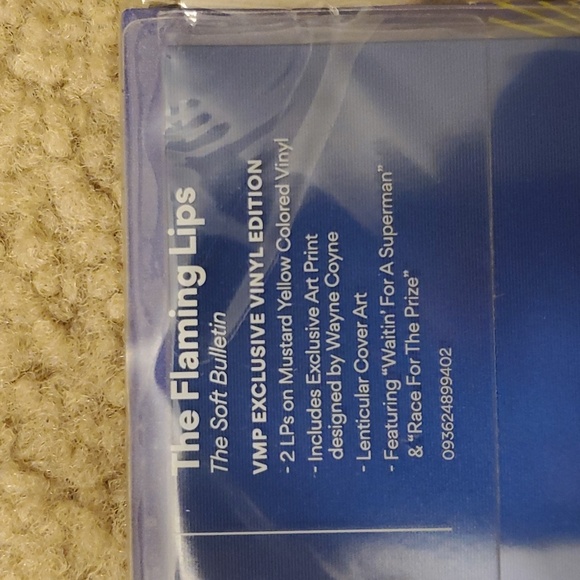 The Flaming Lips
The Soft Bulletin
VMP EXCLUSIVE VINYL EDITION
- 2 LPs on Mustard Yellow Colored Vinyl
- Includes Exclusive Art Print
designed by Wayne Coyne
- Lenticular Cover Art
- Featuring “Waitin’ For A Superman”
& “Race For The Prize”
093624899402